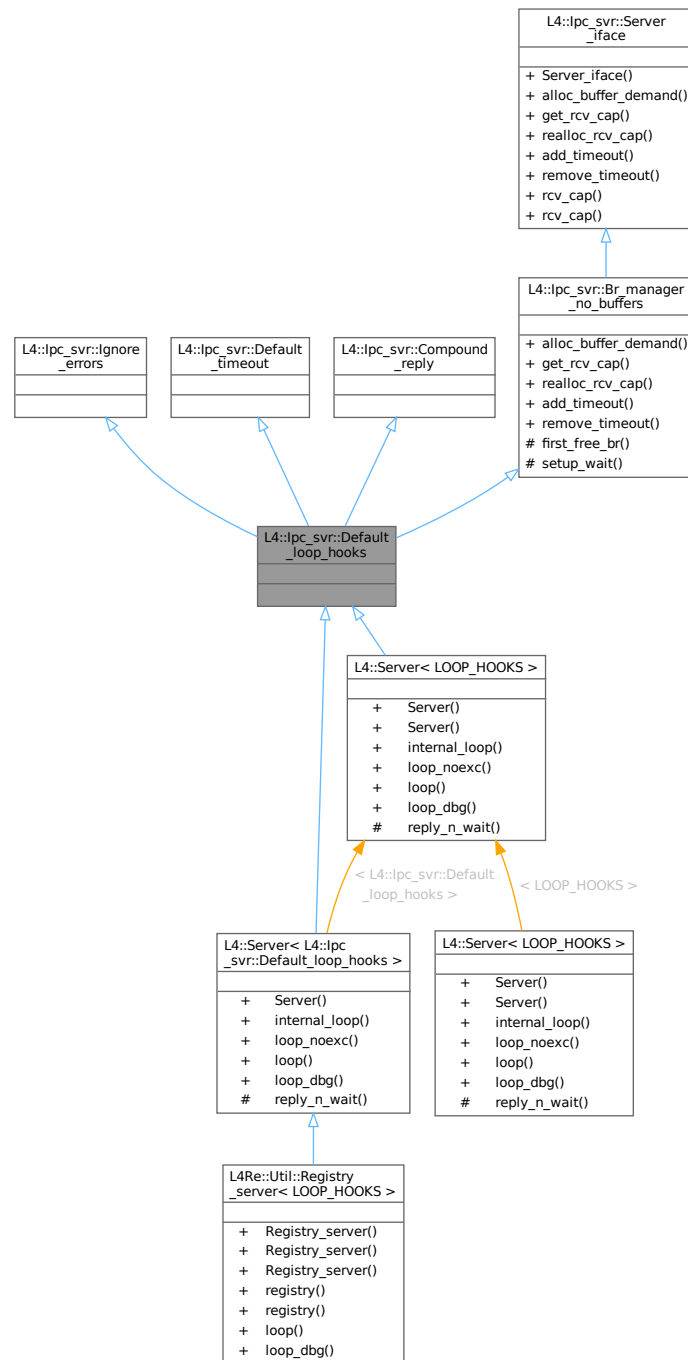 L4::Ipc_svr::Server
_iface
+ Server_iface()
+ alloc_buffer_demand()
+ get_rcv_cap()
+ realloc_rcv_cap()
+ add_timeout()
+ remove_timeout()
+ rcv_cap()
+ rcv_cap()
L4::Ipc_svr::Br_manager
_no_buffers
+ alloc_buffer_demand()
+ get_rcv_cap()
+ realloc_rcv_cap()
+ add_timeout()
+ remove_timeout()
# first_free_br()
# setup_wait()
L4::Ipc_svr::Ignore
_errors
L4::Ipc_svr::Default
_timeout
L4::Ipc_svr::Compound
_reply
L4::Ipc_svr::Default
_loop_hooks
L4::Server< LOOP_HOOKS >
+ Server()
+ Server()
+ internal_loop()
+ loop_noexc()
+ loop()
+ loop_dbg()
# reply_n_wait()
< L4::Ipc_svr::Default
_loop_hooks >
< LOOP_HOOKS >
L4::Server< L4::Ipc
_svr::Default_loop_hooks >
+ Server()
+ internal_loop()
+ loop_noexc()
+ loop()
+ loop_dbg()
# reply_n_wait()
L4::Server< LOOP_HOOKS >
+ Server()
+ Server()
+ internal_loop()
+ loop_noexc()
+ loop()
+ loop_dbg()
# reply_n_wait()
L4Re::Util::Registry
_server< LOOP_HOOKS >
+ Registry_server()
+ Registry_server()
+ Registry_server()
+ registry()
+ registry()
+ loop()
+ loop_dbg()